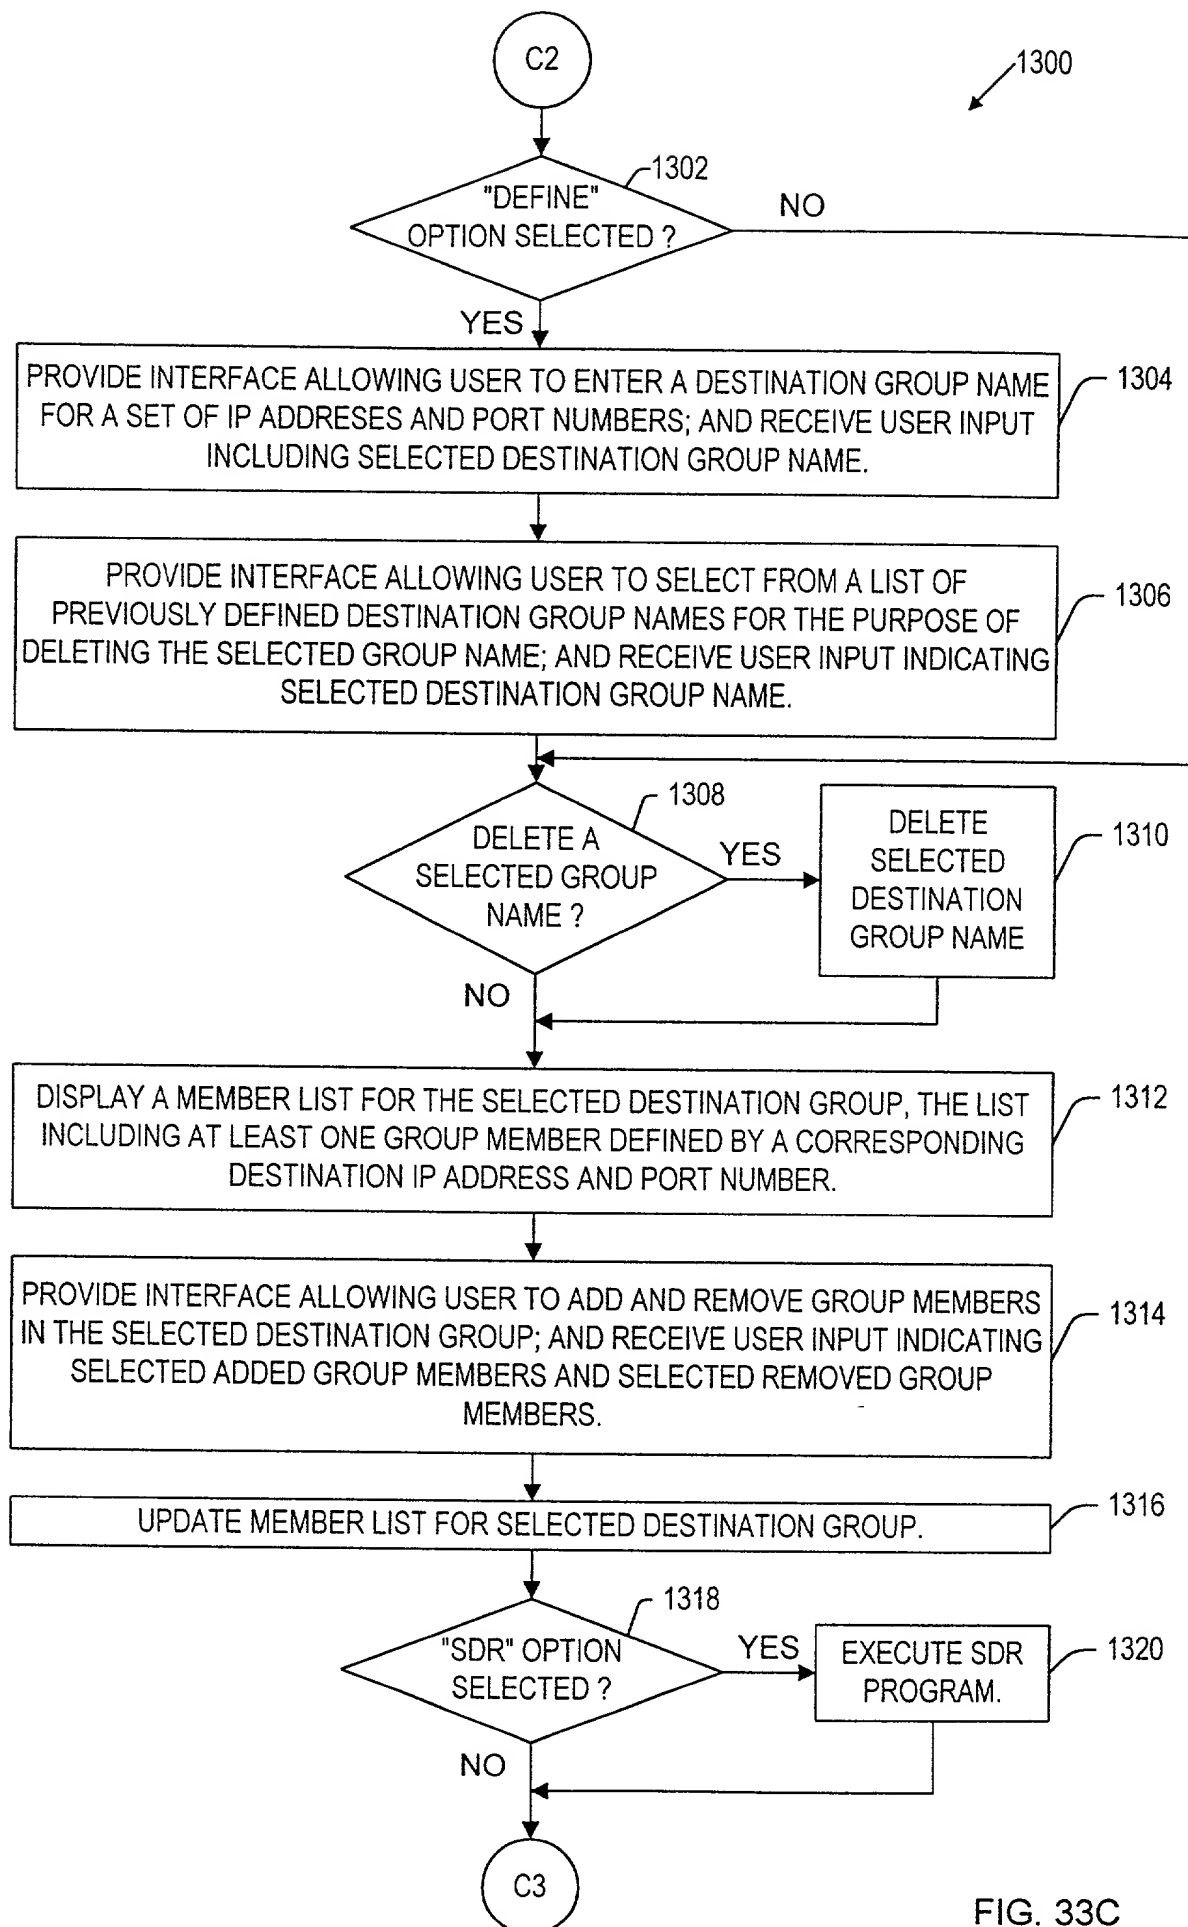 C2
1300
1302
"DEFINE"
OPTION SELECTED ?
NO
YES
PROVIDE INTERFACE ALLOWING USER TO ENTER A DESTINATION GROUP NAME
FOR A SET OF IP ADDRESES AND PORT NUMBERS; AND RECEIVE USER INPUT
INCLUDING SELECTED DESTINATION GROUP NAME.
1304
PROVIDE INTERFACE ALLOWING USER TO SELECT FROM A LIST OF
PREVIOUSLY DEFINED DESTINATION GROUP NAMES FOR THE PURPOSE OF
DELETING THE SELECTED GROUP NAME; AND RECEIVE USER INPUT INDICATING
SELECTED DESTINATION GROUP NAME.
1306
1308
DELETE A
SELECTED GROUP
NAME ?
YES
DELETE
SELECTED
DESTINATION
GROUP NAME
1310
NO
DISPLAY A MEMBER LIST FOR THE SELECTED DESTINATION GROUP, THE LIST
INCLUDING AT LEAST ONE GROUP MEMBER DEFINED BY A CORRESPONDING
DESTINATION IP ADDRESS AND PORT NUMBER.
1312
PROVIDE INTERFACE ALLOWING USER TO ADD AND REMOVE GROUP MEMBERS
IN THE SELECTED DESTINATION GROUP; AND RECEIVE USER INPUT INDICATING
SELECTED ADDED GROUP MEMBERS AND SELECTED REMOVED GROUP
MEMBERS.
1314
UPDATE MEMBER LIST FOR SELECTED DESTINATION GROUP.
1316
1318
"SDR" OPTION
SELECTED ?
YES
EXECUTE SDR
PROGRAM.
1320
NO
C3
FIG. 33C